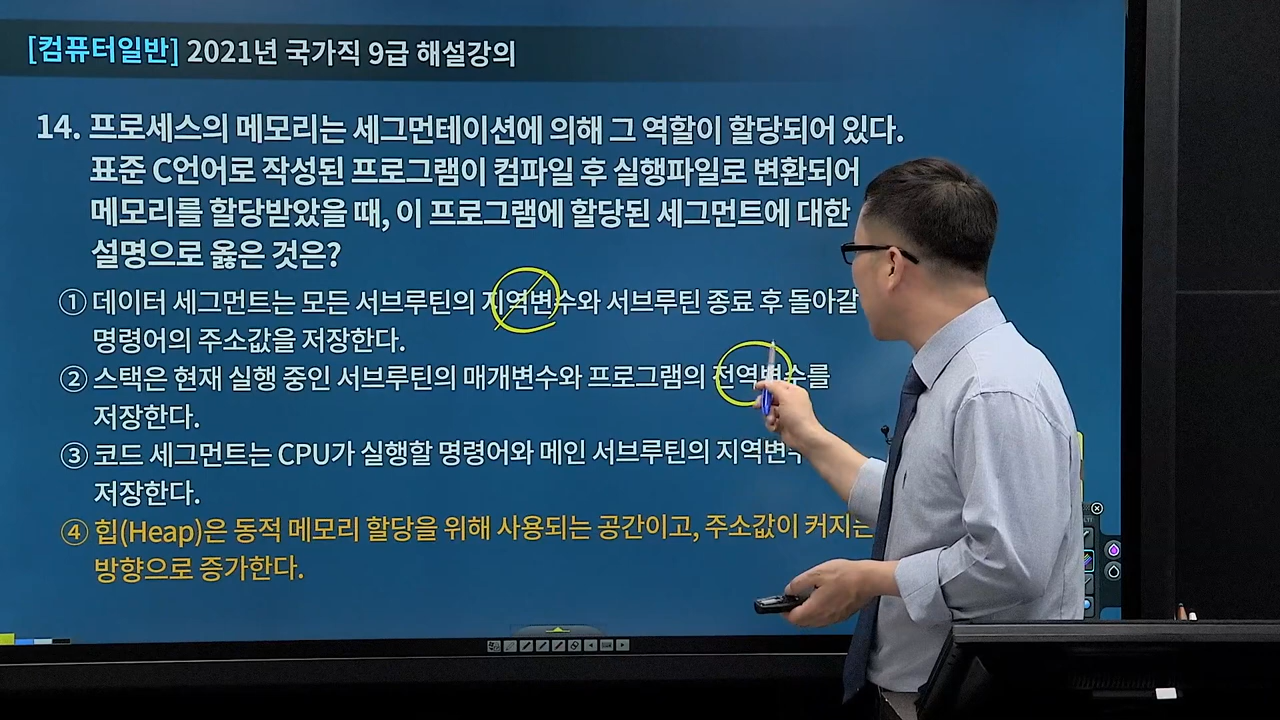 [컴퓨터일반] 2021년 국가직 9급 해설강의
14. 프로세스의 메모리는 세그먼테이션에 의해 그 역할이 할당되어 있다.
표준 C언어로 작성된 프로그램이 컴파일 후 실행파일로 변환되어
메모리를 할당받았을 때, 이 프로그램에 할당된 세그먼트에 대한
설명으로 옳은 것은?
① 데이터 세그먼트는 모든 서브루틴의 지역변수와 서브루틴 종료 후 돌아갈
명령어의 주소값을 저장한다.
② 스택은 현재 실행 중인 서브루틴의 매개변수와 프로그램의 전역변수를
저장한다.
③ 코드 세그먼트는 CPU가 실행할 명령어와 메인 서브루틴의 지역변수
저장한다.
④ 힙(Heap)은 동적 메모리 할당을 위해 사용되는 공간이고, 주소값이 커지는
방향으로 증가한다.